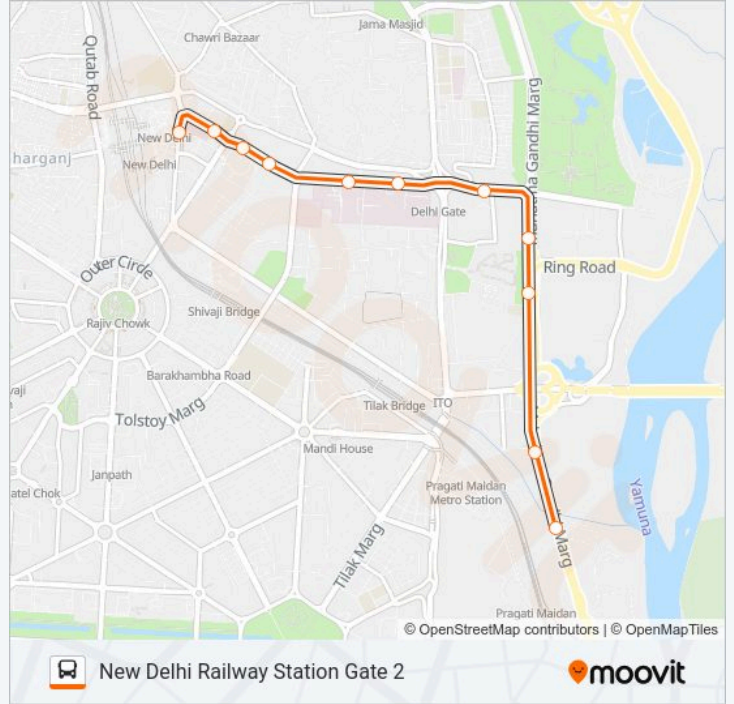 Jama Masjid
Chawri Bazaar
Qutab Road
New Delhi
harganj
New Delhi
Gandhi Marg
Delhi Gate
Outer Circle
Ring Road
Shivaji Bridge
Rajiv Chowk
Barakhambha Road
Tilak Bridge
ITO
Tolstoy Marg
Mandi House
Janpath
Pragati Maidan
Metro Station
atel Chok
Yamuna
Tilak Marg
Marg
Pragati Maidan
© OpenStreetMap contributors | © OpenMapTiles
New Delhi Railway Station Gate 2
moovit